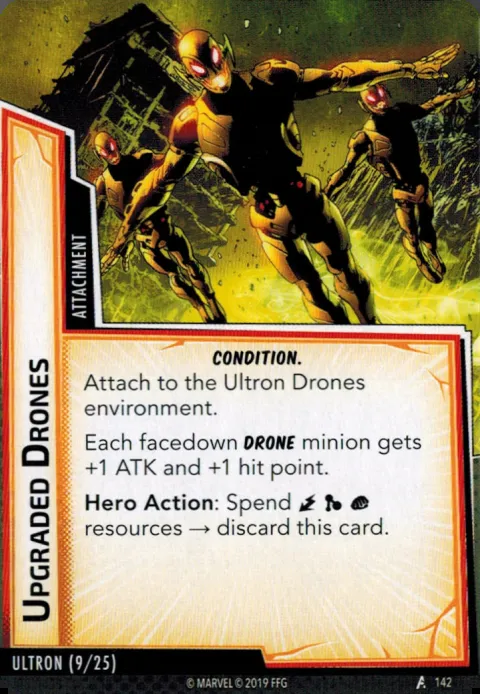 ATTACHMENT
UPGRADED DRONES
CONDITION.
Attach to the Ultron Drones
environment.
Each facedown DRONE minion gets
+1 ATK and +1 hit point.
Hero Action: Spend
resources → discard this card.
ULTRON (9/25)
© MARVEL © 2019 FFG
142